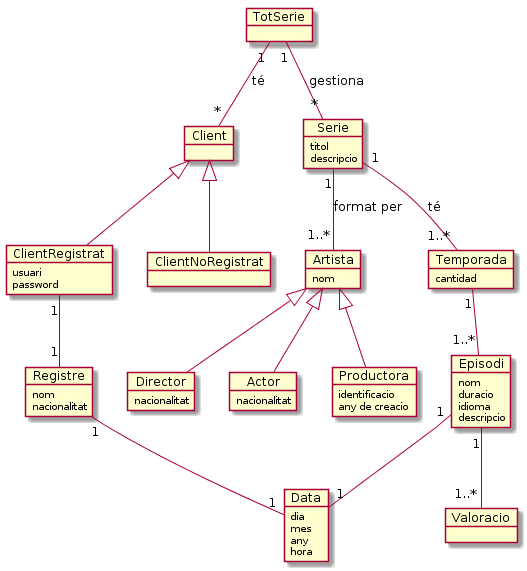 TotSerie
1
1
té
gestiona
*
*
Client
Serie
titol
descripcio
1
1
format per
té
1..*
1..*
ClientRegistrat
usuari
password
ClientNoRegistrat
Artista
nom
Temporada
cantidad
1
1
1
1..*
Registre
nom
nacionalitat
Director
nacionalitat
Actor
nacionalitat
Productora
identificacio
any de creacio
Episodi
nom
duracio
idioma
descripcio
1
1
1
1
1
1..*
Data
dia
mes
any
hora
Valoracio